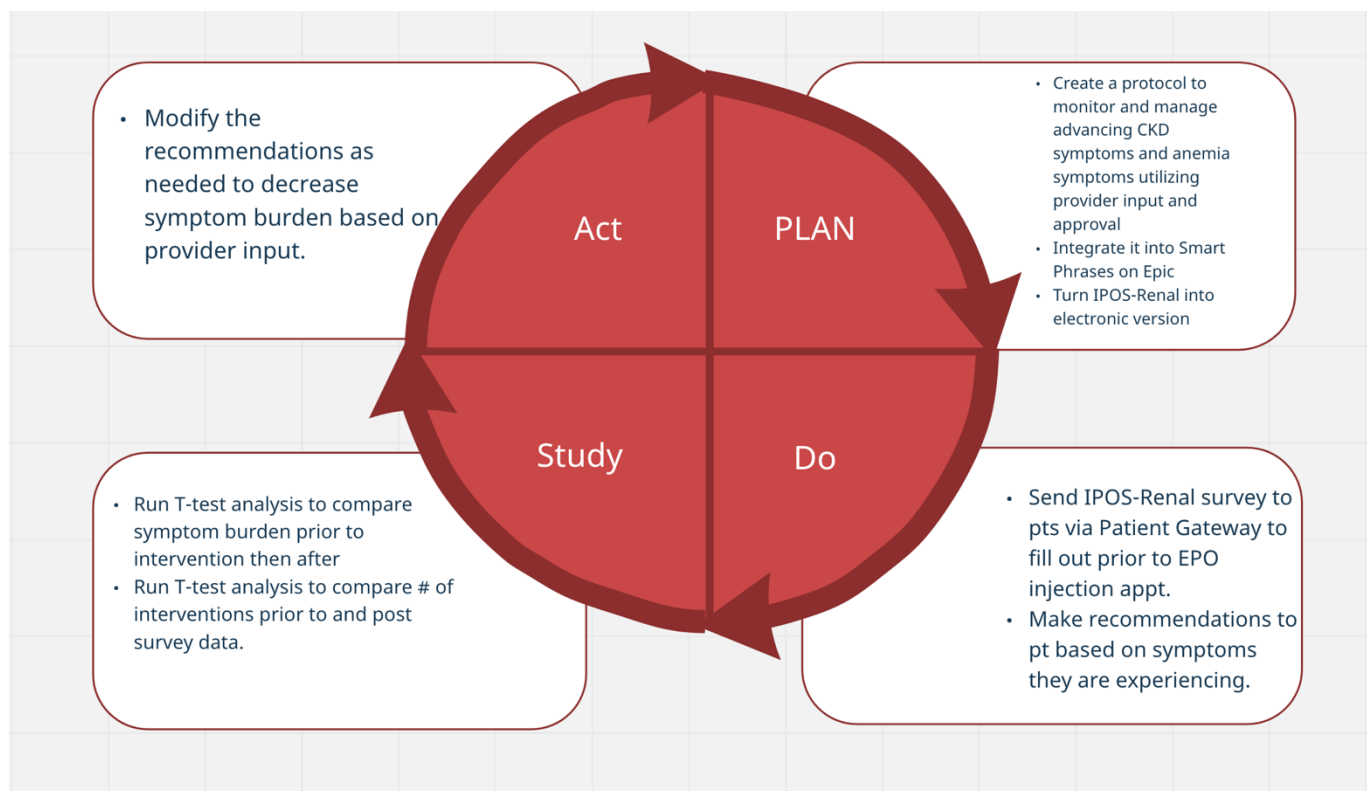 • Modify the
recommendations as
needed to decrease
symptom burden based on
provider input.
Act
PLAN
• Create a protocol to
monitor and manage
advancing CKD
symptoms and anemia
symptoms utilizing
provider input and
approval
• Integrate it into Smart
Phrases on Epic
• Turn IPOS-Renal into
electronic version
• Run T-test analysis to compare
symptom burden prior to
intervention then after
• Run T-test analysis to compare # of
interventions prior to and post
survey data.
Study
Do
• Send IPOS-Renal survey to
pts via Patient Gateway to
fill out prior to EPO
injection appt.
• Make recommendations to
pt based on symptoms
they are experiencing.